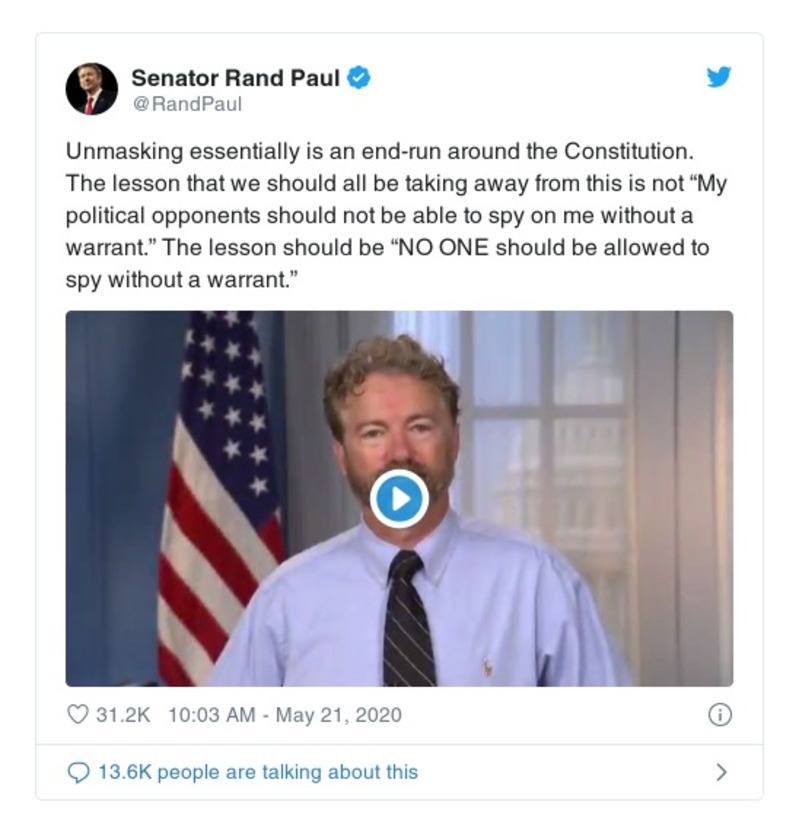 Senator Rand Paul
@RandPaul
Unmasking essentially is an end-run around the Constitution.
The lesson that we should all be taking away from this is not “My
political opponents should not be able to spy on me without a
warrant.” The lesson should be “NO ONE should be allowed to
spy without a warrant.”
31.2K 10:03 AM - May 21, 2020
13.6K people are talking about this